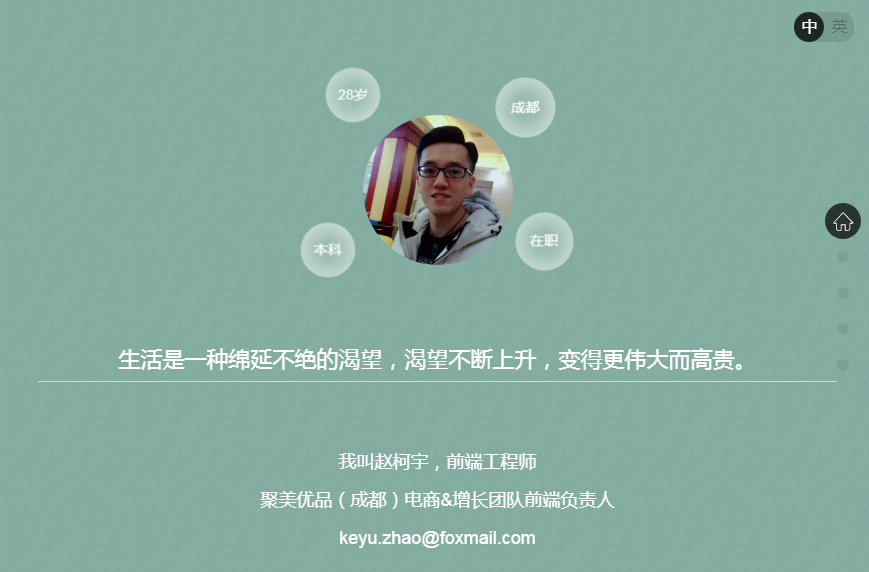 中 英
28岁
成都
本科
在职
生活是一种绵延不绝的渴望，渴望不断上升，变得更伟大而高贵。
我叫赵柯宇，前端工程师
聚美优品（成都）电商&增长团队前端负责人
keyu.zhao@foxmail.com